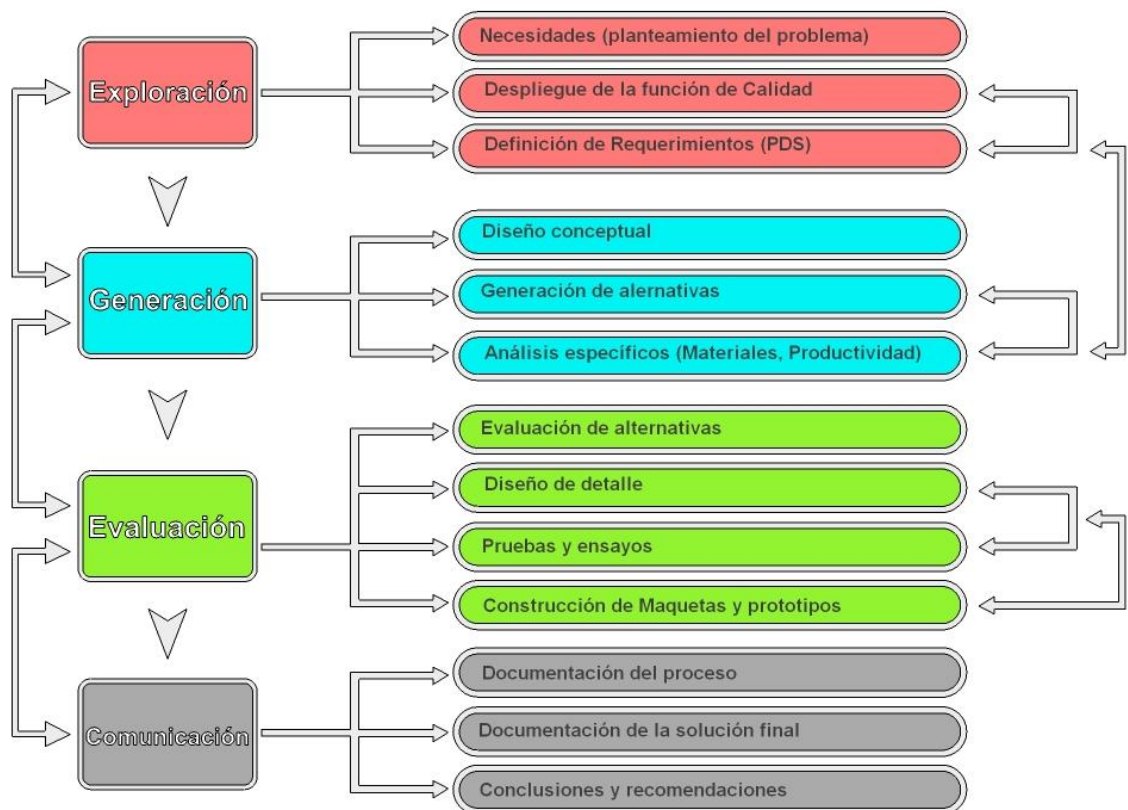 Exploración
Necesidades (planteamiento del problema)
Despliegue de la función de Calidad
Definición de Requerimientos (PDS)
Generación
Diseño conceptual
Generación de alernativas
Análisis específicos (Materiales, Productividad)
Evaluación
Evaluación de alternativas
Diseño de detalle
Pruebas y ensayos
Construcción de Maquetas y prototipos
Comunicación
Documentación del proceso
Documentación de la solución final
Conclusiones y recomendaciones